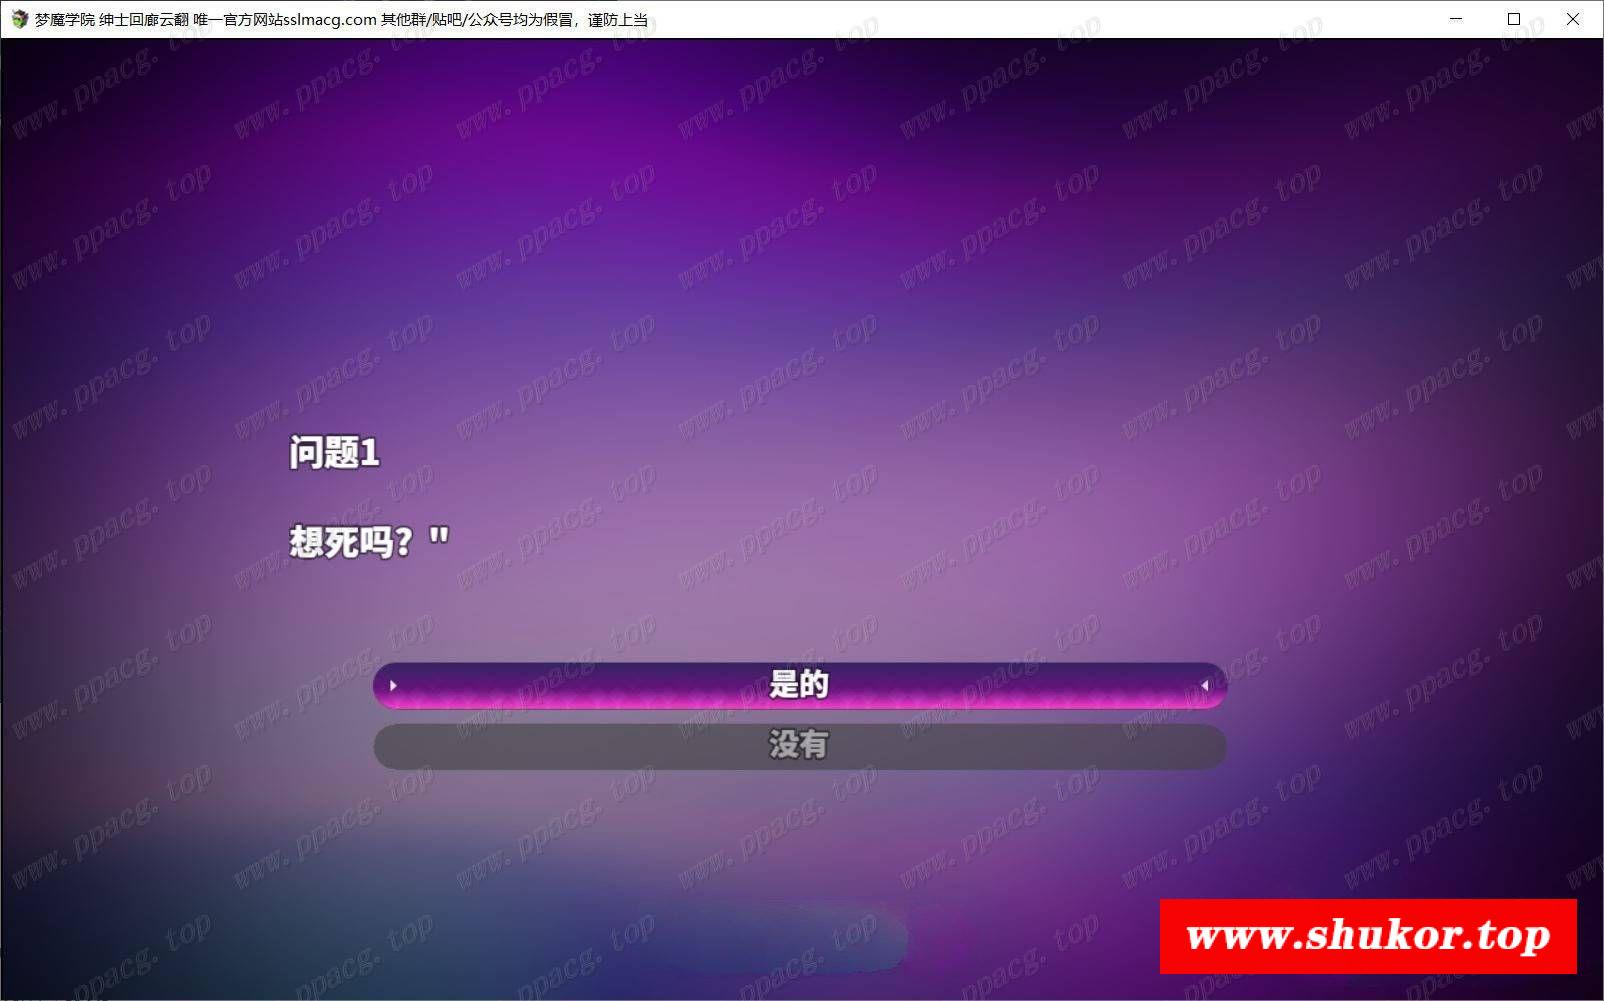 梦魇学院 绅士回廊云翻 唯一官方网站sslmacg.com 其他群/贴吧/公众号均为假冒，谨防上当
www.ppacg.top
问题1
想死吗？"
是的
没有
www.shukor.top